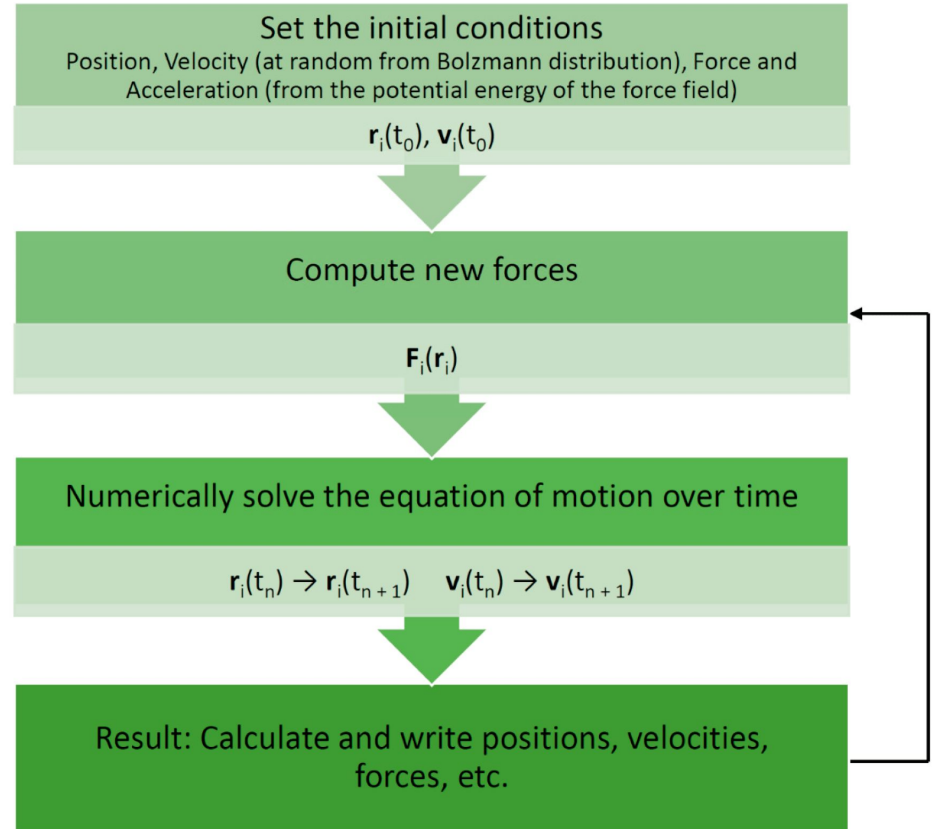 Set the initial conditions
Position, Velocity (at random from Bolzmann distribution), Force and
Acceleration (from the potential energy of the force field)
rᵢ(t₀), vᵢ(t₀)
Compute new forces
Fᵢ(rᵢ)
Numerically solve the equation of motion over time
rᵢ(tₙ) → rᵢ(tₙ ₊ ₁) vᵢ(tₙ) → vᵢ(tₙ ₊ ₁)
Result: Calculate and write positions, velocities,
forces, etc.